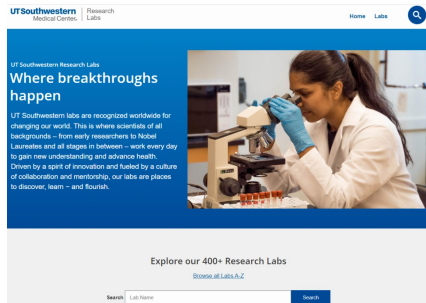 UTSouthwestern
Medical Center.
Research
Labs
Home
Labs
UT Southwestern Research Labs
Where breakthroughs
happen
UT Southwestern labs are recognized worldwide for
changing our world. This is where scientists of all
backgrounds – from early researchers to Nobel
Laureates and all stages in between – work every day
to gain new understanding and advance health.
Driven by a spirit of innovation and fueled by a culture
of collaboration and mentorship, our labs are places
to discover, learn – and flourish.
Explore our 400+ Research Labs
Browse all Labs A-Z
Search
Lab Name
Search